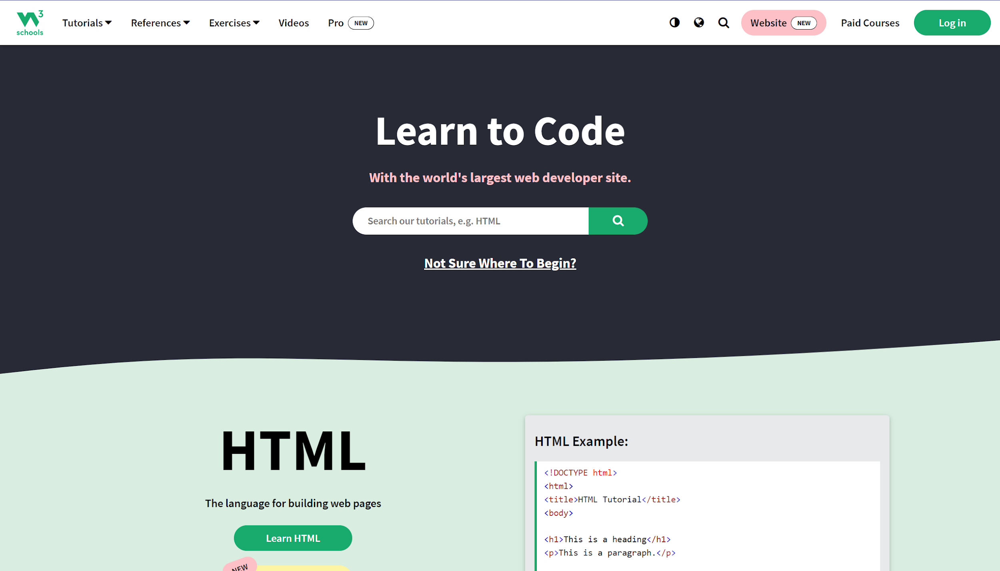 W3 schools
Tutorials References Exercises Videos Pro NEW Website NEW Paid Courses Log in
Learn to Code
With the world's largest web developer site.
Search our tutorials, e.g. HTML
Not Sure Where To Begin?
HTML
The language for building web pages
Learn HTML
NEW
HTML Example:
<!DOCTYPE html>
<html>
<title>HTML Tutorial</title>
<body>
<h1>This is a heading</h1>
<p>This is a paragraph.</p>